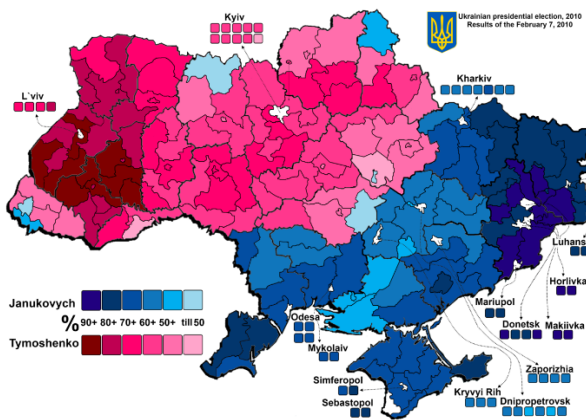 Ukrainian presidential election, 2010
Results of the February 7, 2010
Kyiv
L`viv
Kharkiv
Luhans
Horlivka
Makiivka
Donetsk
Mariupol
Zaporizhia
Dnipropetrovsk
Kryvyi Rih
Odesa
Mykolaiv
Simferopol
Sebastopol
Janukovych
% 90+ 80+ 70+ 60+ 50+ till 50
Tymoshenko